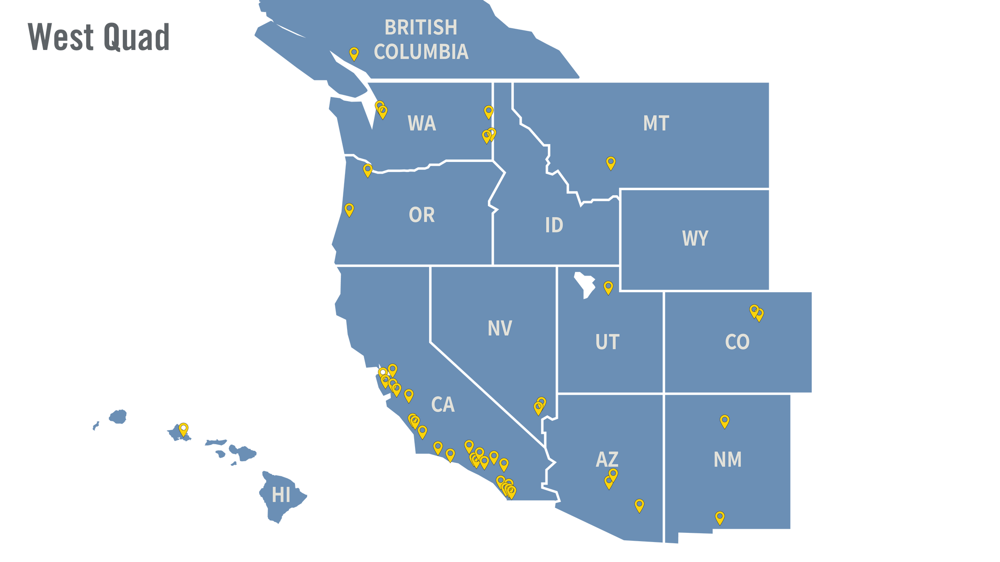 West Quad
BRITISH
COLUMBIA
WA
MT
OR
ID
WY
NV
UT
CO
CA
AZ
NM
HI